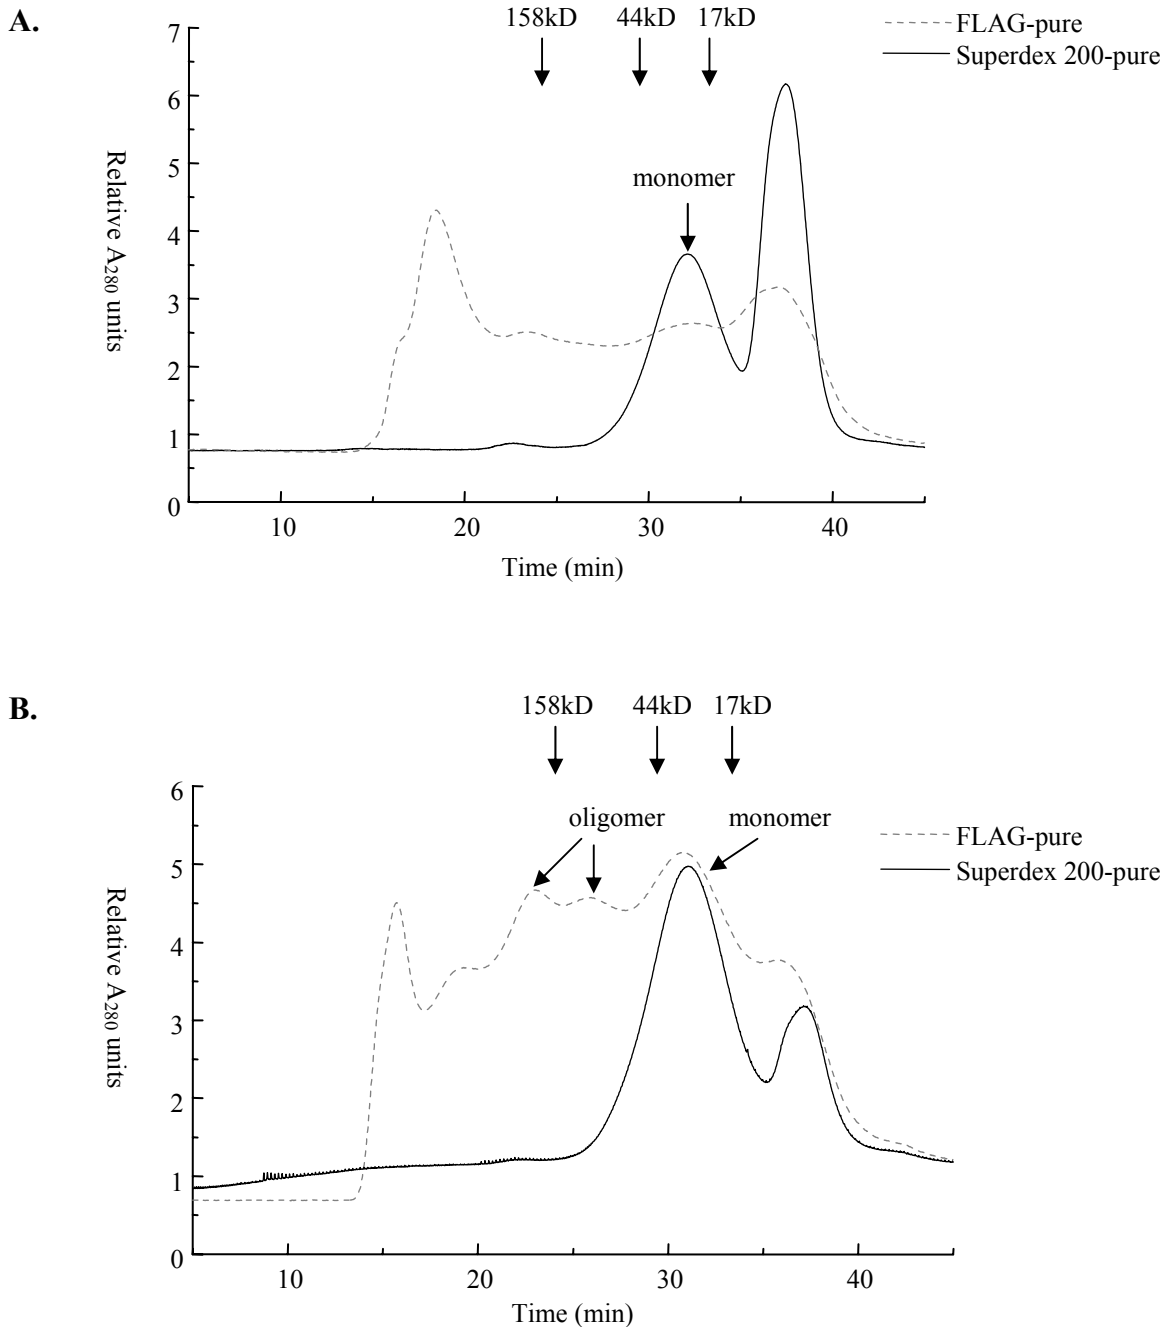 A.
158kD 44kD 17kD
FLAG-pure
Superdex 200-pure
monomer
Relative A280 units
7
6
5
4
3
2
1
0
10 20 30 40
Time (min)
B.
158kD 44kD 17kD
oligomer monomer
FLAG-pure
Superdex 200-pure
Relative A280 units
6
5
4
3
2
1
0
10 20 30 40
Time (min)